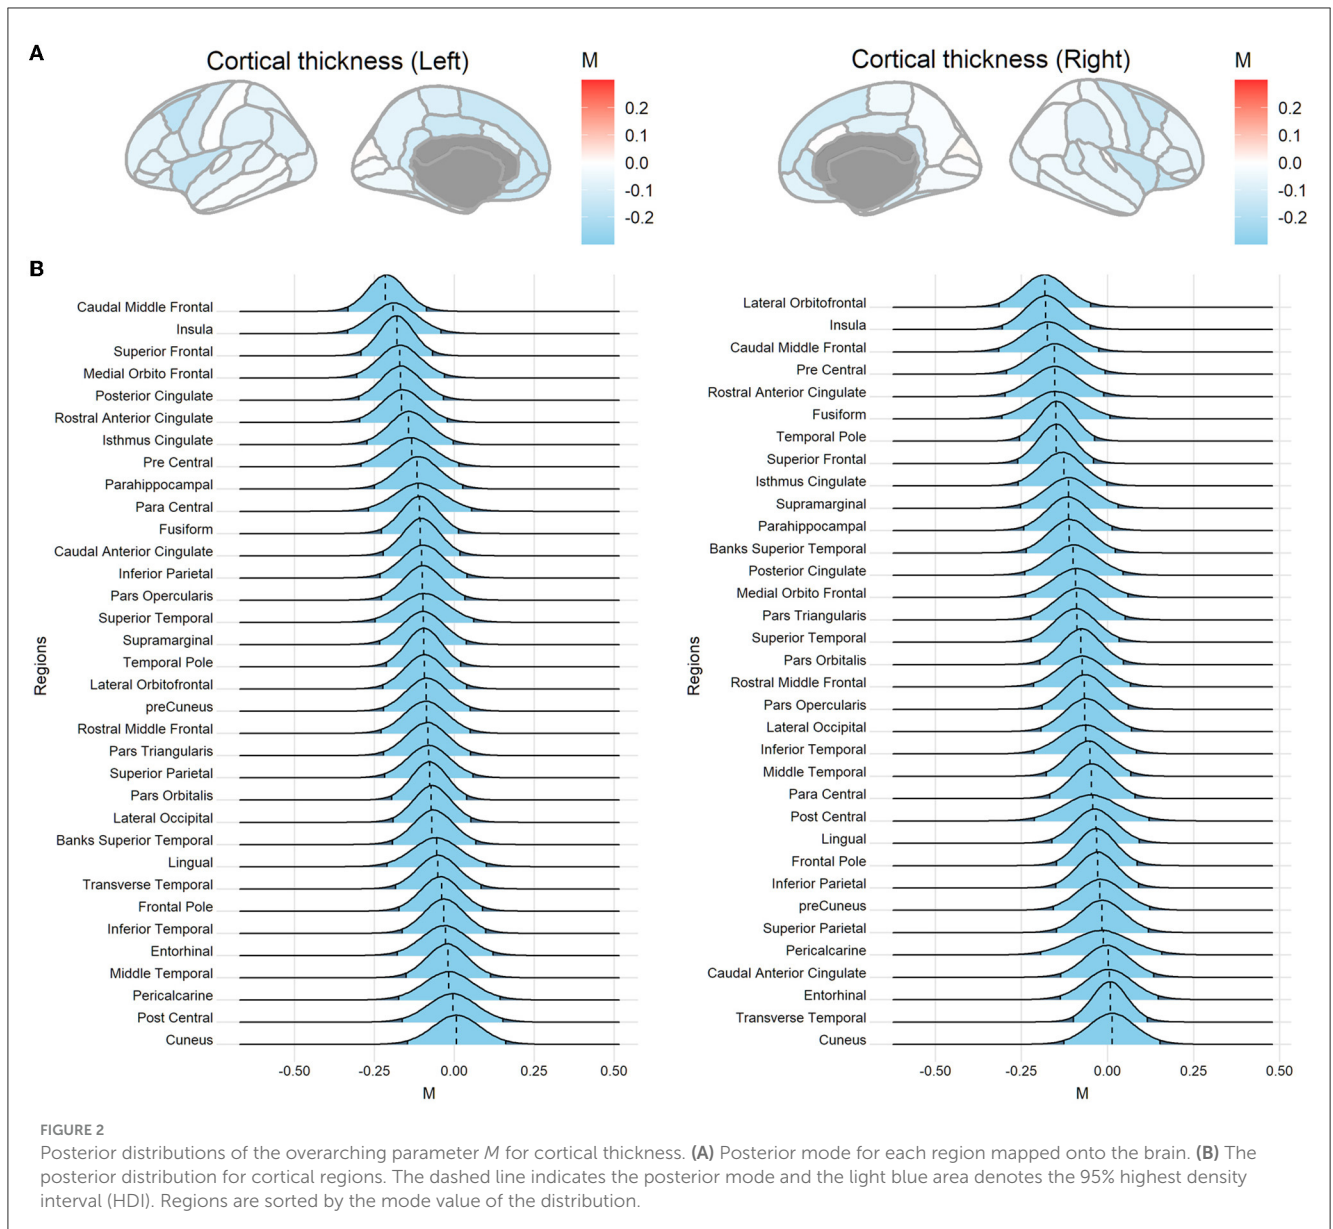 A
Cortical thickness (Left)
M
0.2
0.1
0.0
-0.1
-0.2
Cortical thickness (Right)
M
0.2
0.1
0.0
-0.1
-0.2
B
Regions
Caudal Middle Frontal
Insula
Superior Frontal
Medial Orbito Frontal
Posterior Cingulate
Rostral Anterior Cingulate
Isthmus Cingulate
Pre Central
Parahippocampal
Para Central
Fusiform
Caudal Anterior Cingulate
Inferior Parietal
Pars Opercularis
Superior Temporal
Supramarginal
Temporal Pole
Lateral Orbitofrontal
preCuneus
Rostral Middle Frontal
Pars Triangularis
Superior Parietal
Pars Orbitalis
Lateral Occipital
Banks Superior Temporal
Lingual
Transverse Temporal
Frontal Pole
Inferior Temporal
Entorhinal
Middle Temporal
Pericalcarine
Post Central
Cuneus
-0.50 -0.25 0.00 0.25 0.50
M
Regions
Lateral Orbitofrontal
Insula
Caudal Middle Frontal
Pre Central
Rostral Anterior Cingulate
Fusiform
Temporal Pole
Superior Frontal
Isthmus Cingulate
Supramarginal
Parahippocampal
Banks Superior Temporal
Posterior Cingulate
Medial Orbito Frontal
Pars Triangularis
Superior Temporal
Pars Orbitalis
Rostral Middle Frontal
Pars Opercularis
Lateral Occipital
Inferior Temporal
Middle Temporal
Para Central
Post Central
Lingual
Frontal Pole
Inferior Parietal
preCuneus
Superior Parietal
Pericalcarine
Caudal Anterior Cingulate
Entorhinal
Transverse Temporal
Cuneus
-0.50 -0.25 0.00 0.25 0.50
M
FIGURE 2
Posterior distributions of the overarching parameter M for cortical thickness. (A) Posterior mode for each region mapped onto the brain. (B) The
posterior distribution for cortical regions. The dashed line indicates the posterior mode and the light blue area denotes the 95% highest density
interval (HDI). Regions are sorted by the mode value of the distribution.